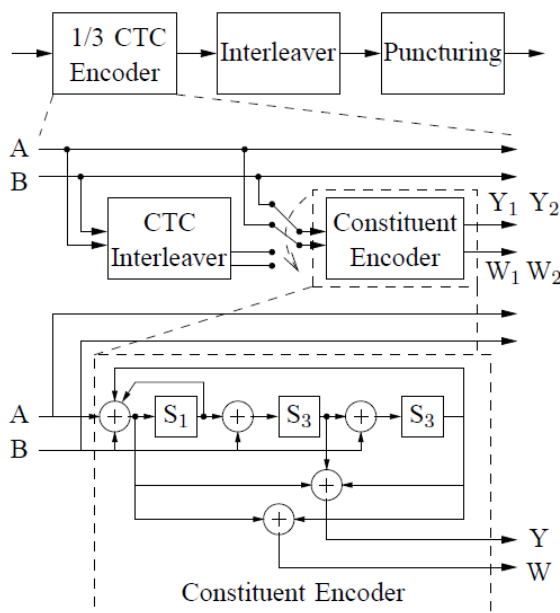 1/3 CTC
Encoder
Interleaver
Puncturing
A
B
CTC
Interleaver
Constituent
Encoder
Y1 Y2
W1 W2
A
B
+ S1 + S3 + S3
+
+
Y
W
Constituent Encoder